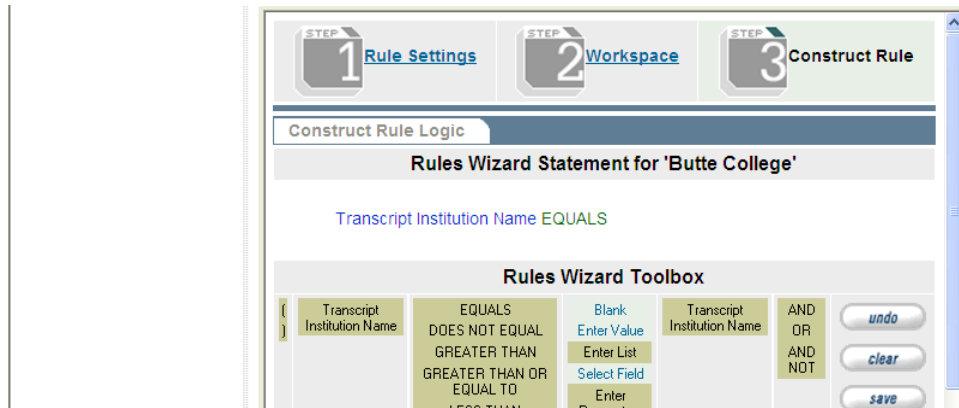 STEP 1 Rule Settings
STEP 2 Workspace
STEP 3 Construct Rule
Construct Rule Logic
Rules Wizard Statement for 'Butte College'
Transcript Institution Name EQUALS
Rules Wizard Toolbox
(
)
Transcript
Institution Name
EQUALS
DOES NOT EQUAL
GREATER THAN
GREATER THAN OR
EQUAL TO
LESS THAN
Blank
Enter Value
Enter List
Select Field
Enter
Transcript
Institution Name
AND
OR
AND
NOT
undo
clear
save